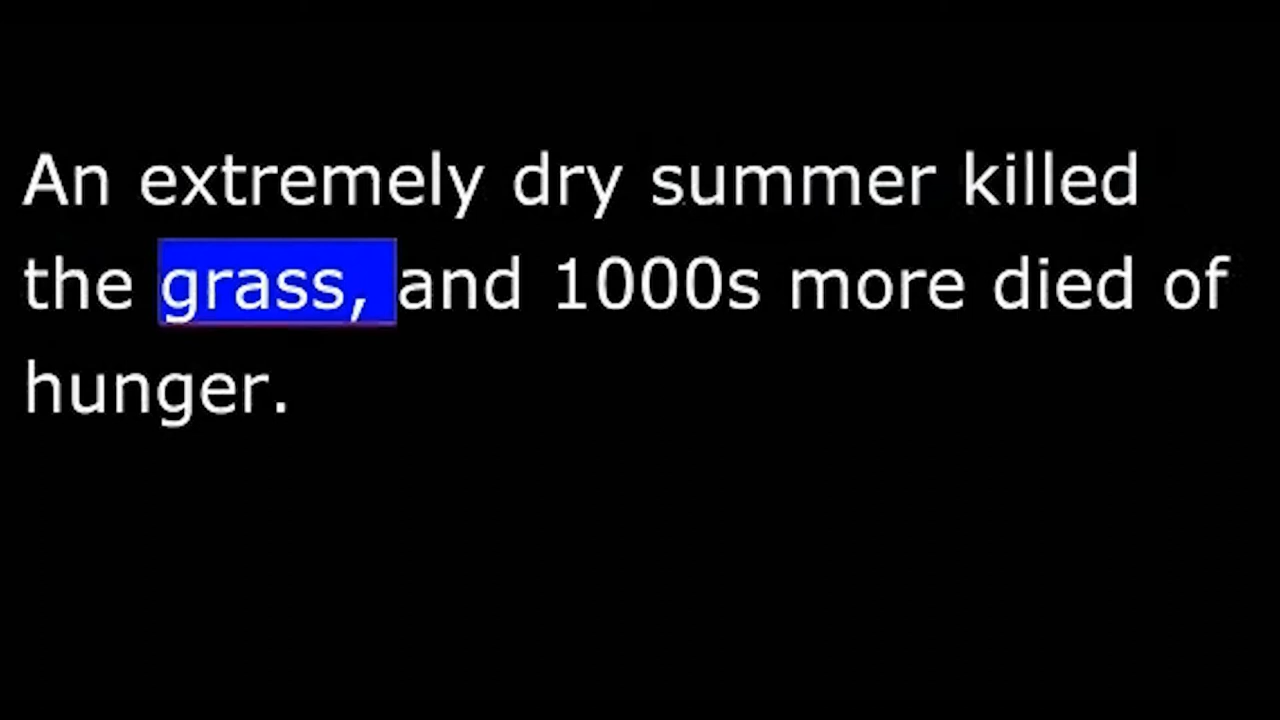 An extremely dry summer killed
the grass, and 1000s more died of
hunger.